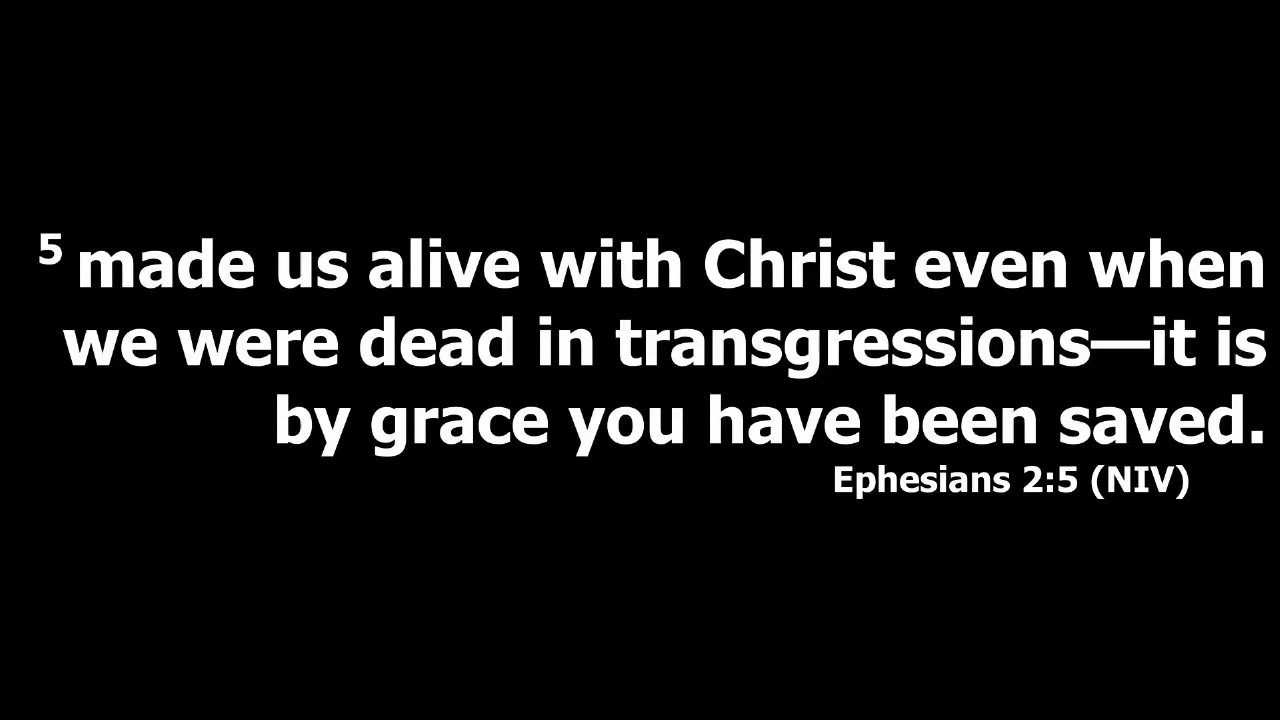 5 made us alive with Christ even when
we were dead in transgressions—it is
by grace you have been saved.
Ephesians 2:5 (NIV)